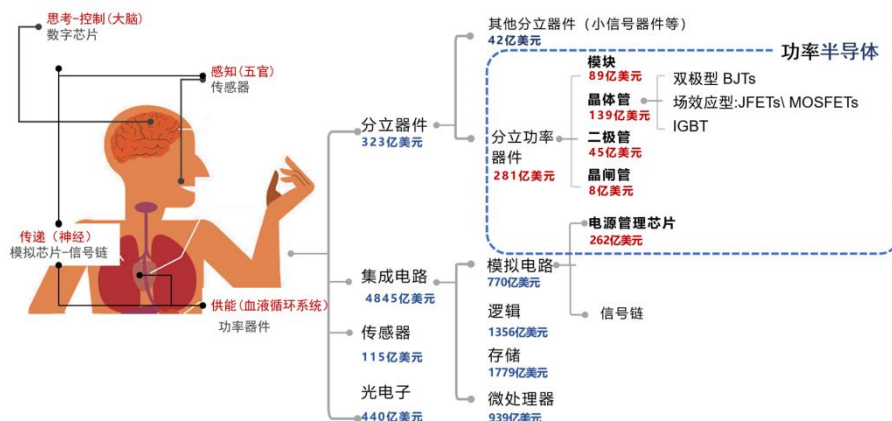 思考-控制(大脑)
数字芯片
感知(五官)
传感器
传递（神经）
模拟芯片-信号链
供能(血液循环系统)
功率器件
分立器件
323亿美元
集成电路
4845亿美元
传感器
115亿美元
光电子
440亿美元
其他分立器件（小信号器件等）
42亿美元
功率半导体
分立功率
器件
281亿美元
模块
89亿美元
晶体管
139亿美元
二极管
45亿美元
晶闸管
8亿美元
双极型 BJTs
场效应型:JFETs\ MOSFETs
IGBT
电源管理芯片
262亿美元
模拟电路
770亿美元
信号链
逻辑
1356亿美元
存储
1779亿美元
微处理器
939亿美元